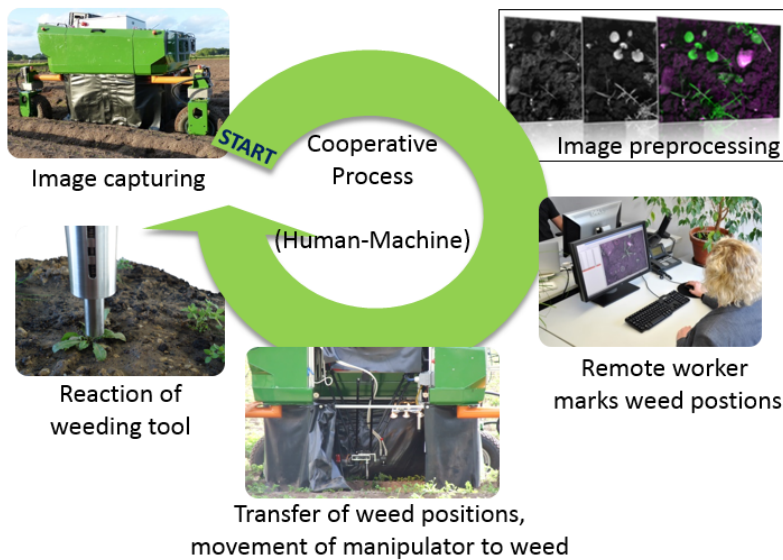 START
Cooperative
Process
(Human-Machine)
Image capturing
Image preprocessing
Remote worker
marks weed postions
Transfer of weed positions,
movement of manipulator to weed
Reaction of
weeding tool